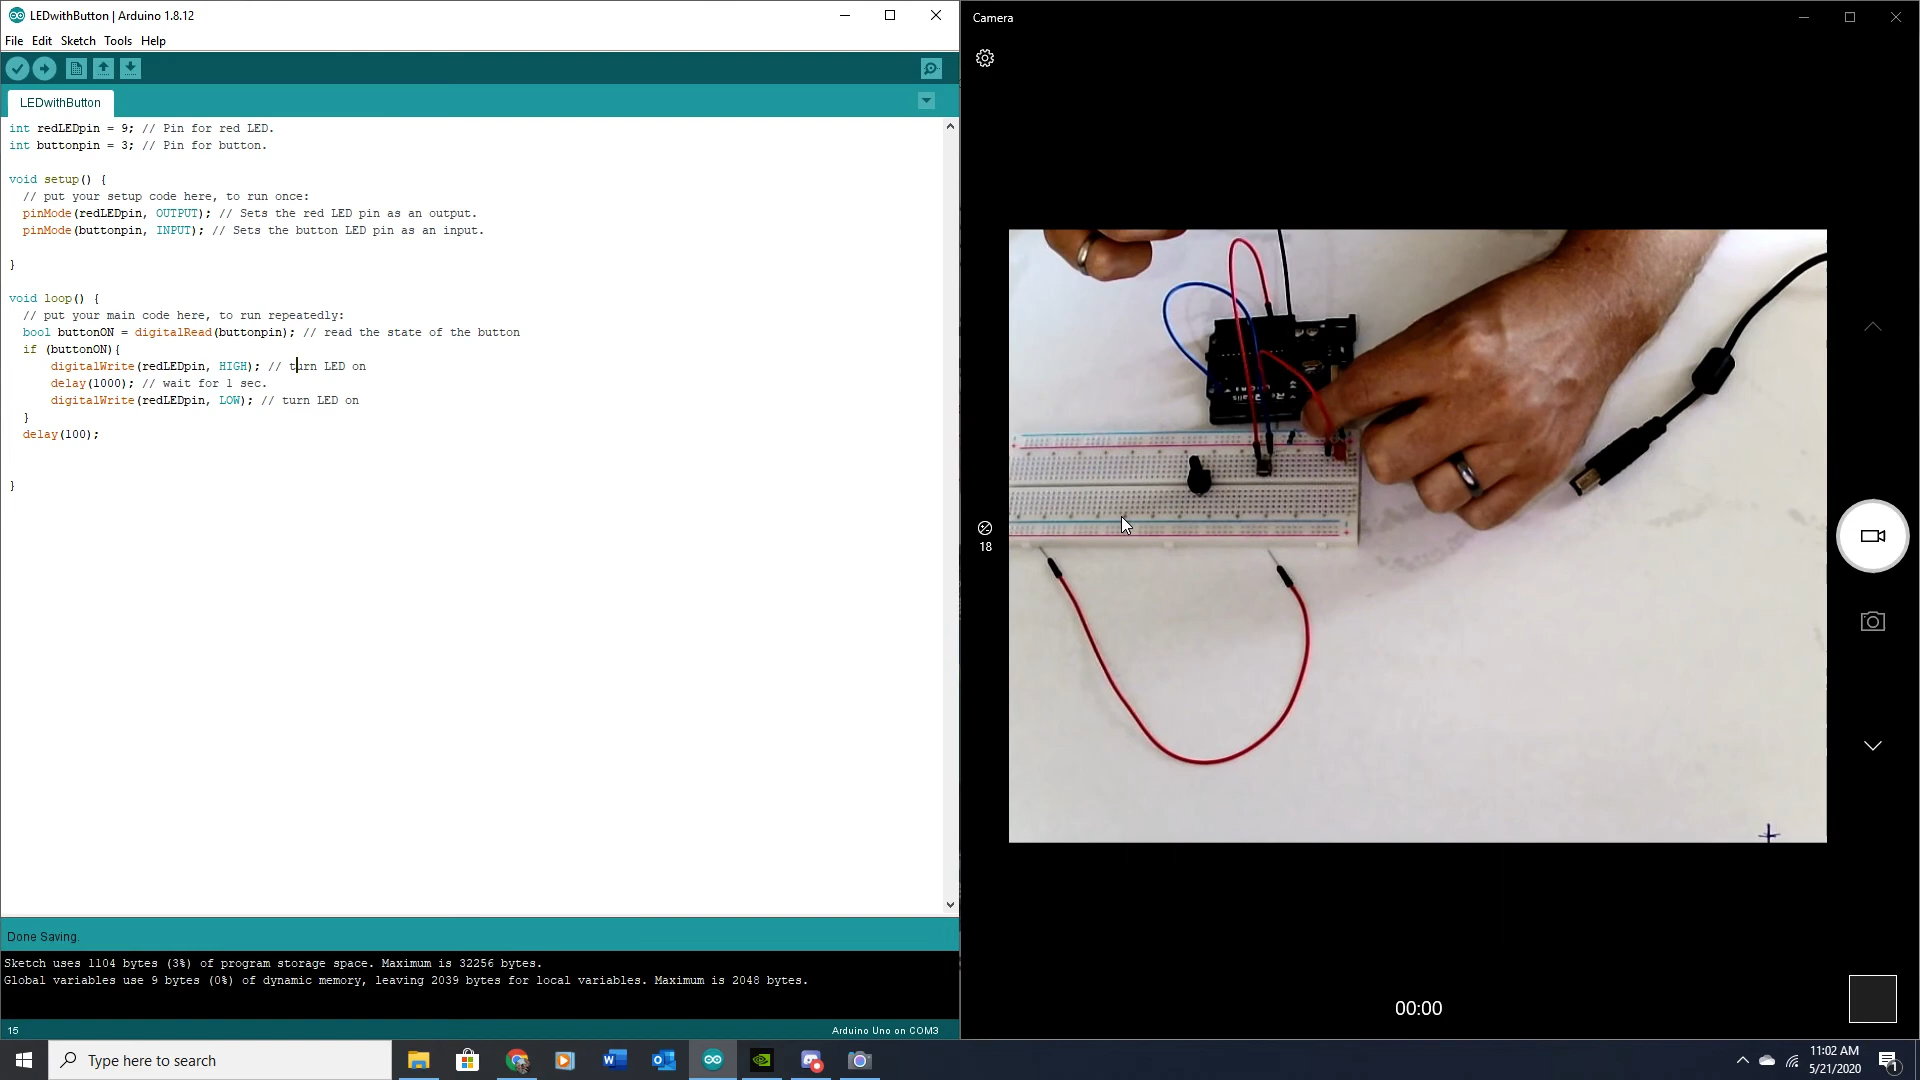 LEDwithButton | Arduino 1.8.12
File Edit Sketch Tools Help
LEDwithButton
int redLEDpin = 9; // Pin for red LED.
int buttonpin = 3; // Pin for button.
void setup() {
// put your setup code here, to run once:
pinMode(redLEDpin, OUTPUT); // Sets the red LED pin as an output.
pinMode(buttonpin, INPUT); // Sets the button LED pin as an input.
}
void loop() {
// put your main code here, to run repeatedly:
bool buttonON = digitalRead(buttonpin); // read the state of the button
if (buttonON){
digitalWrite(redLEDpin, HIGH); // turn LED on
delay(1000); // wait for 1 sec.
digitalWrite(redLEDpin, LOW); // turn LED on
}
delay(100);
}
Done Saving.
Sketch uses 1104 bytes (3%) of program storage space. Maximum is 32256 bytes.
Global variables use 9 bytes (0%) of dynamic memory, leaving 2039 bytes for local variables. Maximum is 2048 bytes.
15
Arduino Uno on COM3
Camera
18
00:00
Type here to search
11:02 AM
5/21/2020
1